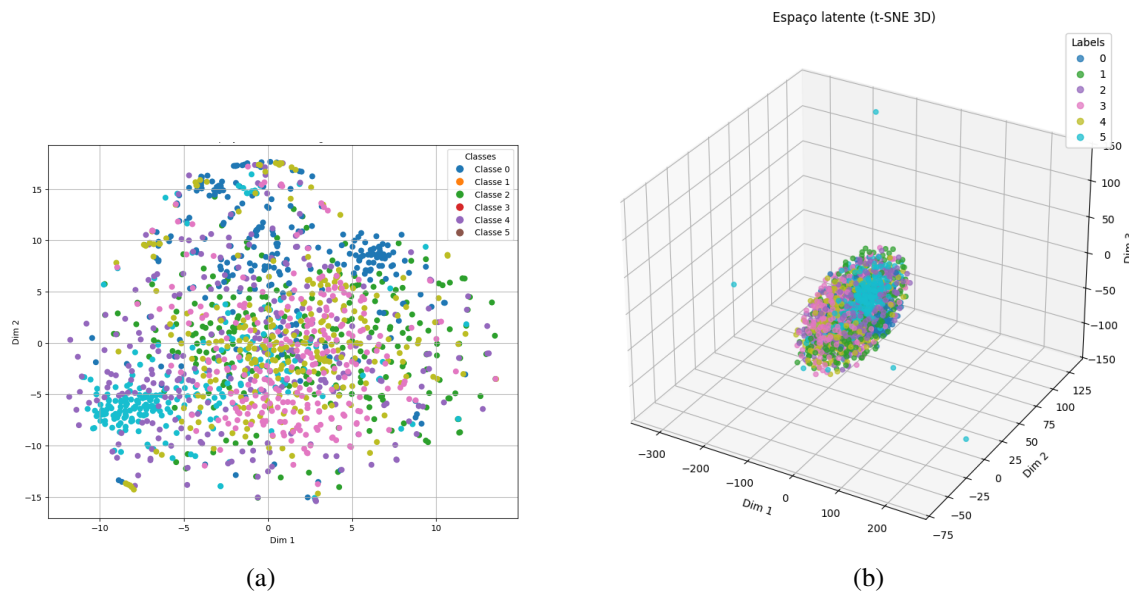 Espaço latente (t-SNE 3D)
Labels
0
1
2
3
4
5
150
100
50
0
−50
−100
−150
Dim 3
125
100
75
50
25
0
−25
−50
−75
Dim 2
−300
−200
−100
0
100
200
Dim 1
Classes
Classe 0
Classe 1
Classe 2
Classe 3
Classe 4
Classe 5
15
10
5
0
−5
−10
−15
Dim 2
−10
−5
0
5
10
Dim 1
(a)
(b)